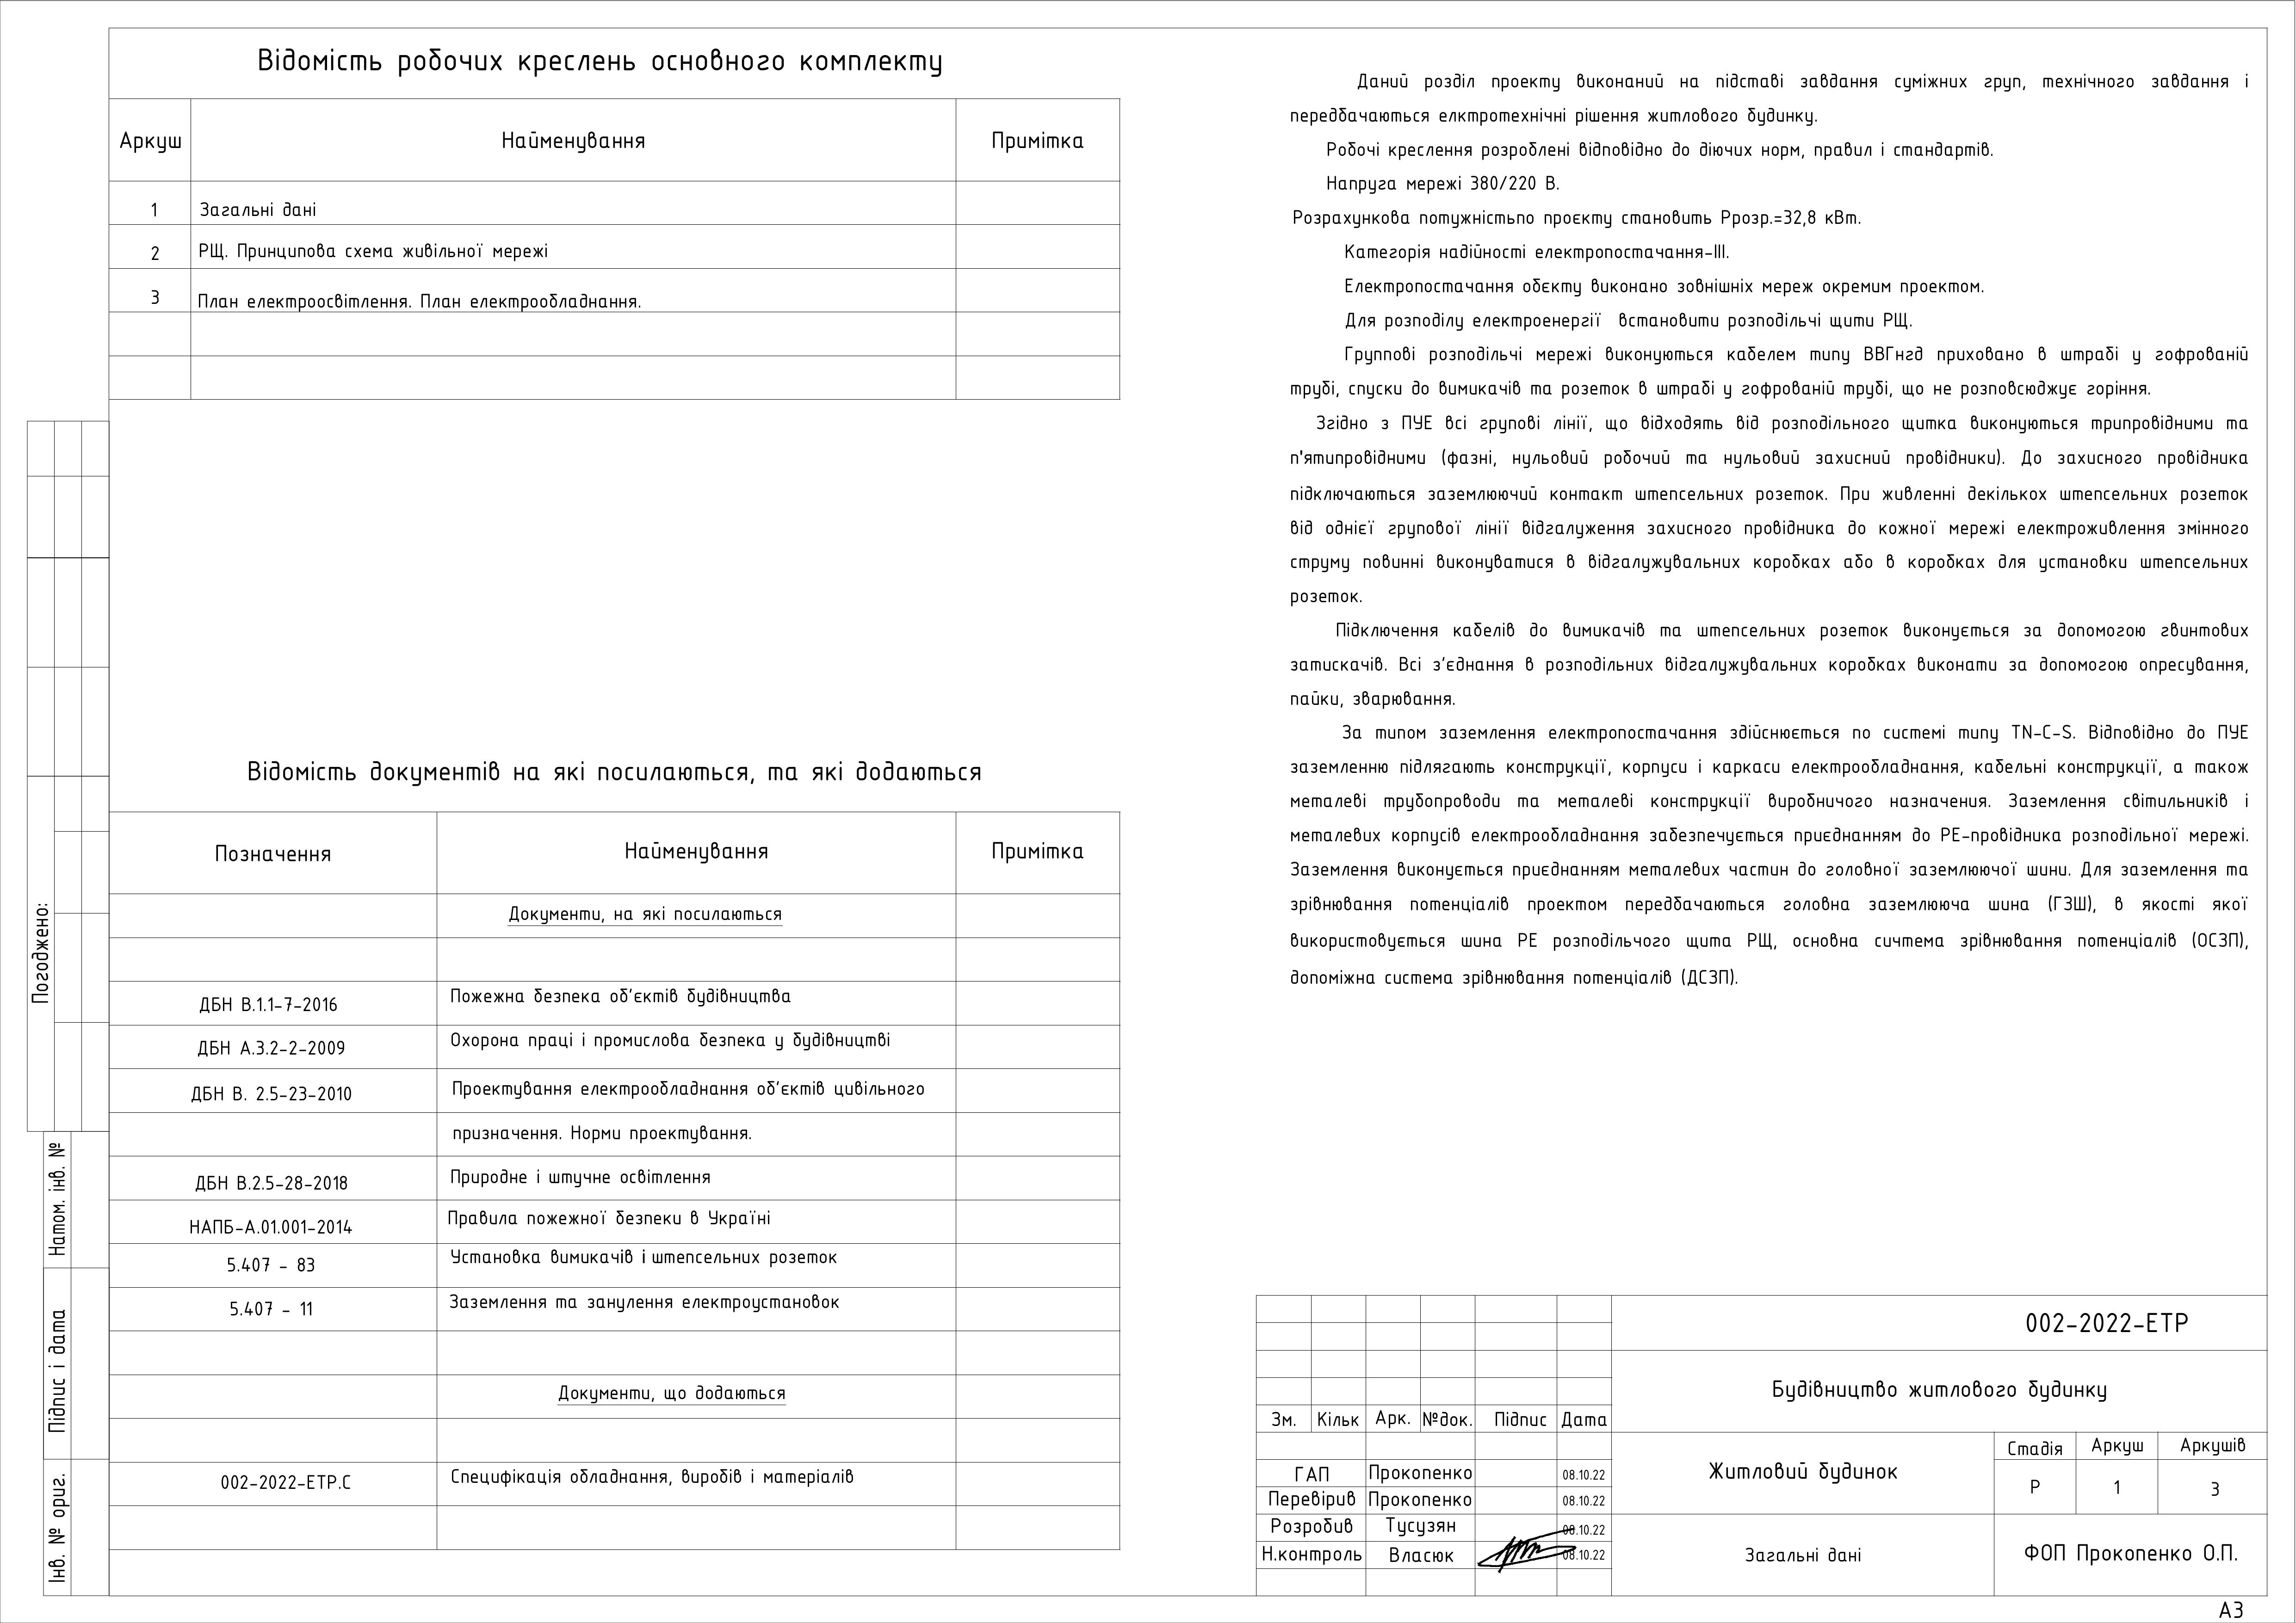 Відомість робочих креслень основного комплекту
Аркуш Найменування Примітка
1 Загальні дані
2 РЩ. Принципова схема живільної мережі
3 План електроосвітлення. План електрообладнання.
Відомість документів на які посилаються, та які додаються
Позначення Найменування Примітка
Документи, на які посилаються
ДБН В.1.1-7-2016 Пожежна безпека об'єктів будівництва
ДБН А.3.2-2-2009 Охорона праці і промислова безпека у будівництві
ДБН В. 2.5-23-2010 Проектування електрообладнання об'єктів цивільного
призначення. Норми проектування.
ДБН В.2.5-28-2018 Природне і штучне освітлення
НАПБ-А.01.001-2014 Правила пожежної безпеки в Україні
5.407 - 83 Установка вимикачів і штепсельних розеток
5.407 - 11 Заземлення та занулення електроустановок
Документи, що додаються
002-2022-ЕТР.С Специфікація обладнання, виробів і матеріалів
Погоджено:
Натом. інв. №
Підпис і дата
Інв. № ориг.
Даний розділ проекту виконаний на підставі завдання суміжних груп, технічного завдання і
передбачаються елктротехнічні рішення житлового будинку.
Робочі креслення розроблені відповідно до діючих норм, правил і стандартів.
Напруга мережі 380/220 В.
Розрахункова потужністьпо проєкту становить Ррозр.=32,8 кВт.
Категорія надійності електропостачання-III.
Електропостачання обєкту виконано зовнішніх мереж окремим проектом.
Для розподілу електроенергії встановити розподільчі щити РЩ.
Группові розподільчі мережі виконуються кабелем типу ВВГнгд приховано в штрабі у гофрованій
трубі, спуски до вимикачів та розеток в штрабі у гофрованій трубі, що не розповсюджує горіння.
Згідно з ПУЕ всі групові лінії, що відходять від розподільного щитка виконуються трипровідними та
п'ятипровідними (фазні, нульовий робочий та нульовий захисний провідники). До захисного провідника
підключаються заземлюючий контакт штепсельних розеток. При живленні декількох штепсельних розеток
від однієї групової лінії відгалуження захисного провідника до кожної мережі електроживлення змінного
струму повинні виконуватися в відгалужувальних коробках або в коробках для установки штепсельних
розеток.
Підключення кабелів до вимикачів та штепсельних розеток виконується за допомогою гвинтових
затискачів. Всі з'єднання в розподільних відгалужувальних коробках виконати за допомогою опресування,
пайки, зварювання.
За типом заземлення електропостачання здійснюється по системі типу TN-C-S. Відповідно до ПУЕ
заземленню підлягають конструкції, корпуси і каркаси електрообладнання, кабельні конструкції, а також
металеві трубопроводи та металеві конструкції виробничого назначення. Заземлення світильників і
металевих корпусів електрообладнання забезпечується приєднанням до РЕ-провідника розподільної мережі.
Заземлення виконується приєднанням металевих частин до головної заземлюючої шини. Для заземлення та
зрівнювання потенціалів проектом передбачаються головна заземлююча шина (ГЗШ), в якості якої
використовується шина РЕ розподільчого щита РЩ, основна сичтема зрівнювання потенціалів (ОСЗП),
допоміжна система зрівнювання потенціалів (ДСЗП).
002-2022-ЕТР
Будівництво житлового будинку
Зм. Кільк Арк. №док. Підпис Дата
Житловий будинок
Стадія Аркуш Аркушів
Р 1 3
ГАП Прокопенко 08.10.22
Перевірив Прокопенко 08.10.22
Розробив Тусузян 08.10.22
Н.контроль Власюк 08.10.22
Загальні дані
ФОП Прокопенко О.П.
А3